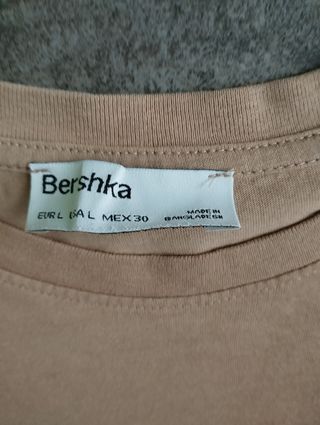 Bershka
EUR L USA L MEX 30
MADE IN
BANGLADESH